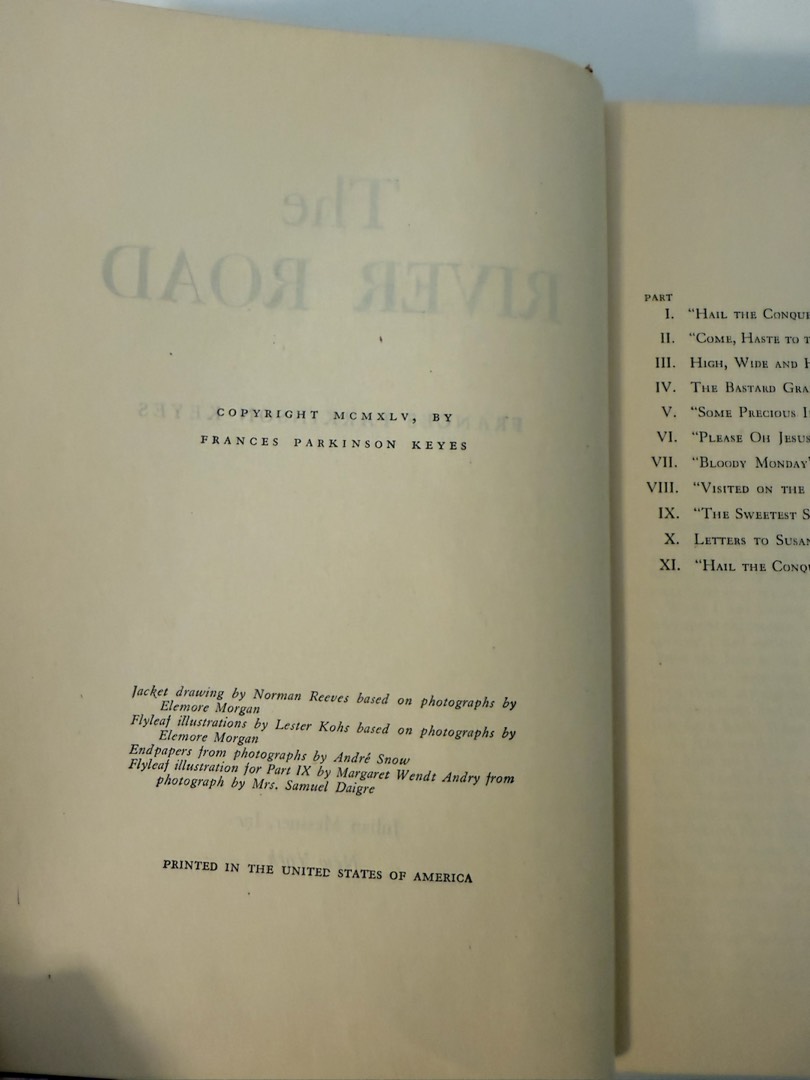 The
RIVER ROAD
COPYRIGHT MCMXLV, BY
FRANCES PARKINSON KEYES
Jacket drawing by Norman Reeves based on photographs by
Elemore Morgan
Flyleaf illustrations by Lester Kohs based on photographs by
Elemore Morgan
Endpapers from photographs by André Snow
Flyleaf illustration for Part IX by Margaret Wendt Andry from
photograph by Mrs. Samuel Daigre
PRINTED IN THE UNITED STATES OF AMERICA
PART
I. "HAIL THE
II. "COME, HASTE TO
III. HIGH, WIDE AND
IV. THE BASTARD
V. "SOME PRECIOUS
VI. "PLEASE OH JESUS
VII. "BLOODY MONDAY"
VIII. "VISITED ON THE
IX. "THE SWEETEST
X. LETTERS TO
XI. "HAIL THE